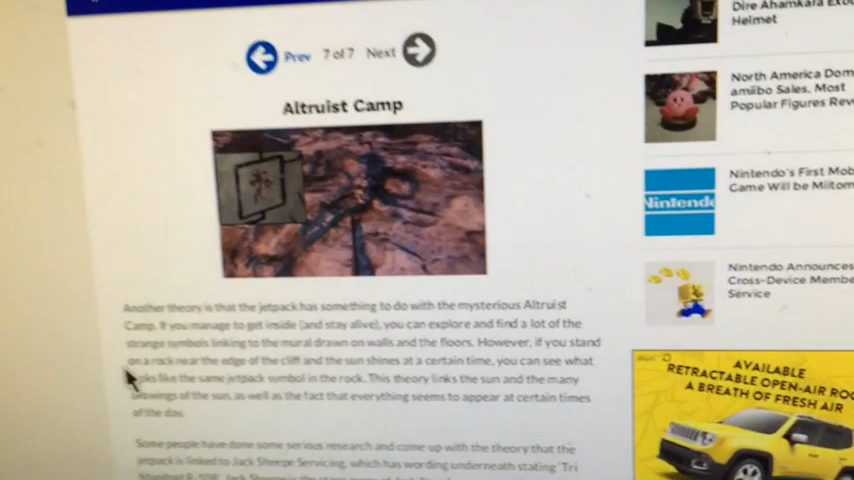 Dire Ahamkara
Helmet
Prev 7 of 7 Next
North America Dom
amiibo Sales, Most
Popular Figures Rev
Altruist Camp
Nintendo's First Mob
Game Will be Miitom
Nintendo
Nintendo Announces
Cross-Device Membe
Service
Another theory is that the jetpack has something to do with the mysterious Altruist
Camp. If you manage to get inside (and stay alive), you can explore and find a lot of the
strange symbols linking to the mural drawn on walls and the floors. However, if you stand
on a rock near the edge of the cliff and the sun shines at a certain time, you can see what
like the same jetpack symbol in the rock. This theory links the sun and the many
drawings of the sun, as well as the fact that everything seems to appear at certain times
of the day.
Some people have done some serious research and come up with the theory that the
jetpack is linked to Jack Sheepe Servicing, which has wording underneath stating 'Tri
AVAILABLE
RETRACTABLE OPEN-AIR ROO
A BREATH OF FRESH AIR